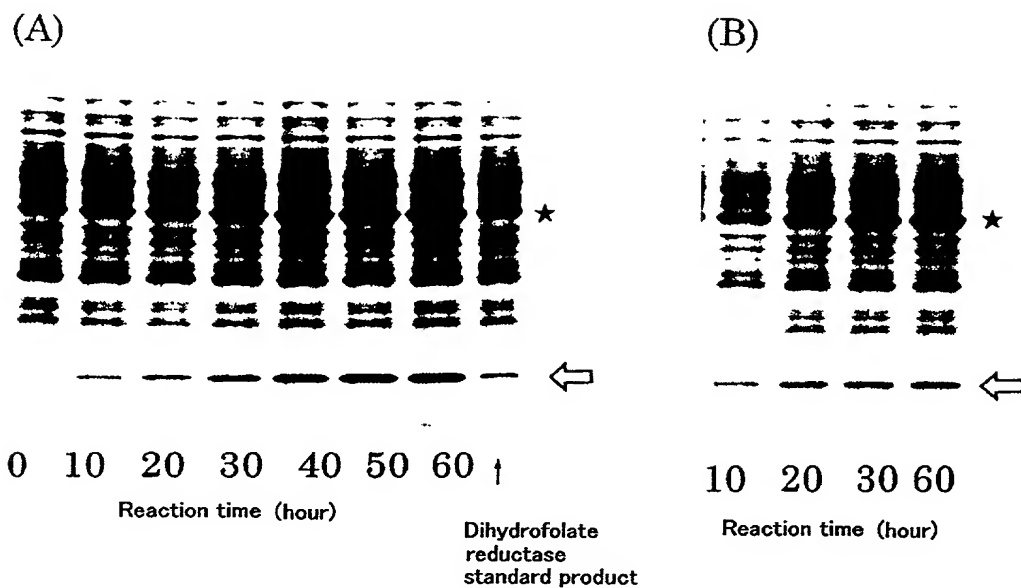 (A)
(B)
★
★
0 10 20 30 40 50 60 ↑
Reaction time (hour)
Dihydrofolate
reductase
standard product
10 20 30 60
Reaction time (hour)